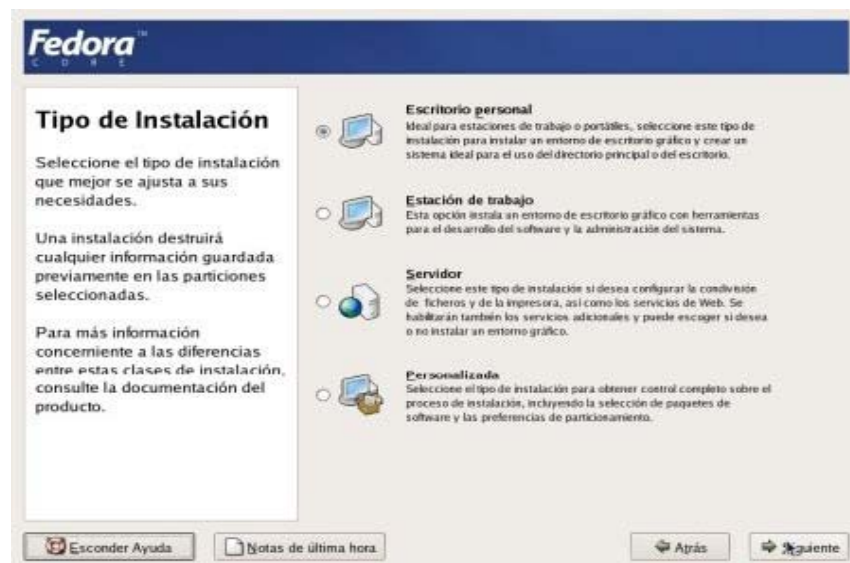 Fedora™
CORE
Tipo de Instalación
Seleccione el tipo de instalación
que mejor se ajusta a sus
necesidades.
Una instalación destruirá
cualquier información guardada
previamente en las particiones
seleccionadas.
Para más información
concerniente a las diferencias
entre estas clases de instalación,
consulte la documentación del
producto.
Escritorio personal
Ideal para estaciones de trabajo o portátiles, seleccione este tipo de
instalación para instalar un entorno de escritorio gráfico y crear un
sistema ideal para el uso del directorio principal o del escritorio.
Estación de trabajo
Esta opción instala un entorno de escritorio gráfico con herramientas
para el desarrollo del software y la administración del sistema.
Servidor
Seleccione este tipo de instalación si desea configurar la condivisión
de ficheros y de la impresora, así como los servicios de Web. Se
habilitarán también los servicios adicionales y puede escoger si desea
o no instalar un entorno gráfico.
Personalizada
Seleccione el tipo de instalación para obtener control completo sobre el
proceso de instalación, incluyendo la selección de paquetes de
software y las preferencias de particionamiento.
Esconder Ayuda
Notas de última hora
Atrás
Siguiente